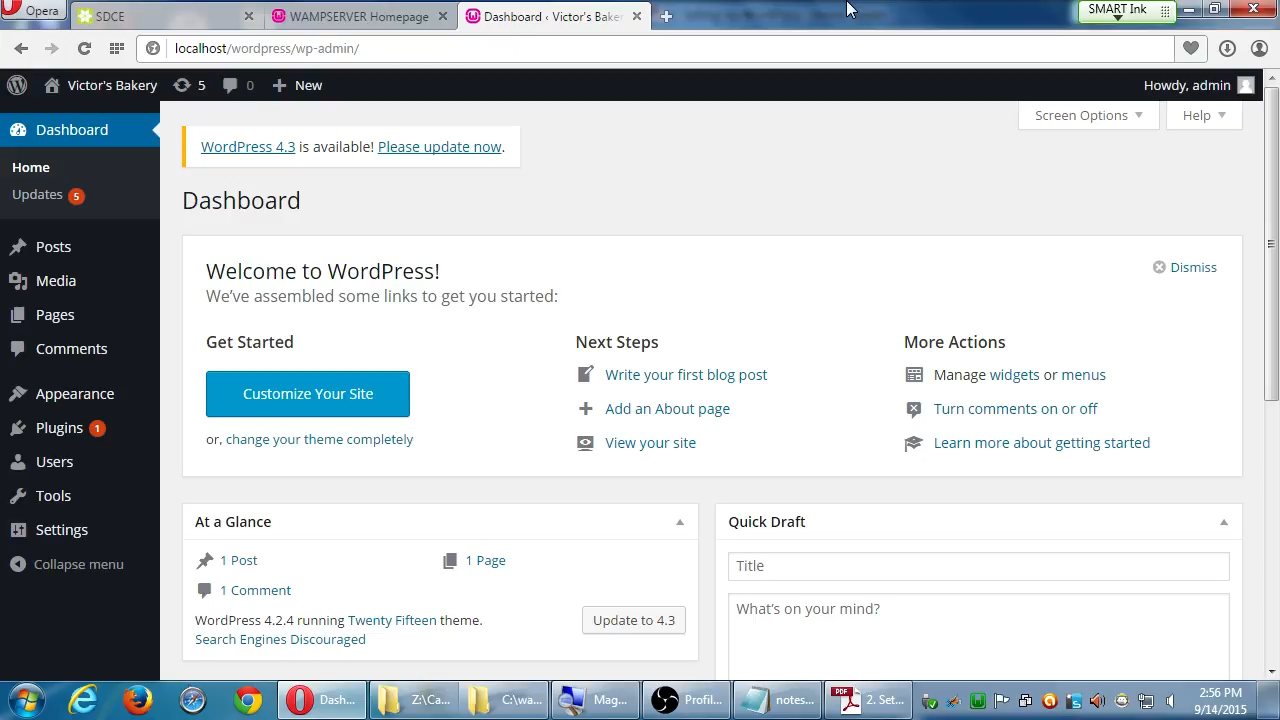 Opera
SDCE
WAMPSERVER Homepage
Dashboard ‹ Victor's Baker
SMART Ink
localhost/wordpress/wp-admin/
Victor's Bakery
5
0
New
Howdy, admin
Dashboard
Home
Updates 5
Posts
Media
Pages
Comments
Appearance
Plugins 1
Users
Tools
Settings
Collapse menu
Screen Options
Help
WordPress 4.3 is available! Please update now.
Dashboard
Welcome to WordPress!
We've assembled some links to get you started:
Dismiss
Get Started
Customize Your Site
or, change your theme completely
Next Steps
Write your first blog post
Add an About page
View your site
More Actions
Manage widgets or menus
Turn comments on or off
Learn more about getting started
At a Glance
1 Post
1 Page
1 Comment
WordPress 4.2.4 running Twenty Fifteen theme.
Update to 4.3
Search Engines Discouraged
Quick Draft
Title
What's on your mind?
Dash...
Z:\Ca...
C:\wa...
Mag...
Profil...
notes...
PDF
2. Set...
2:56 PM
9/14/2015